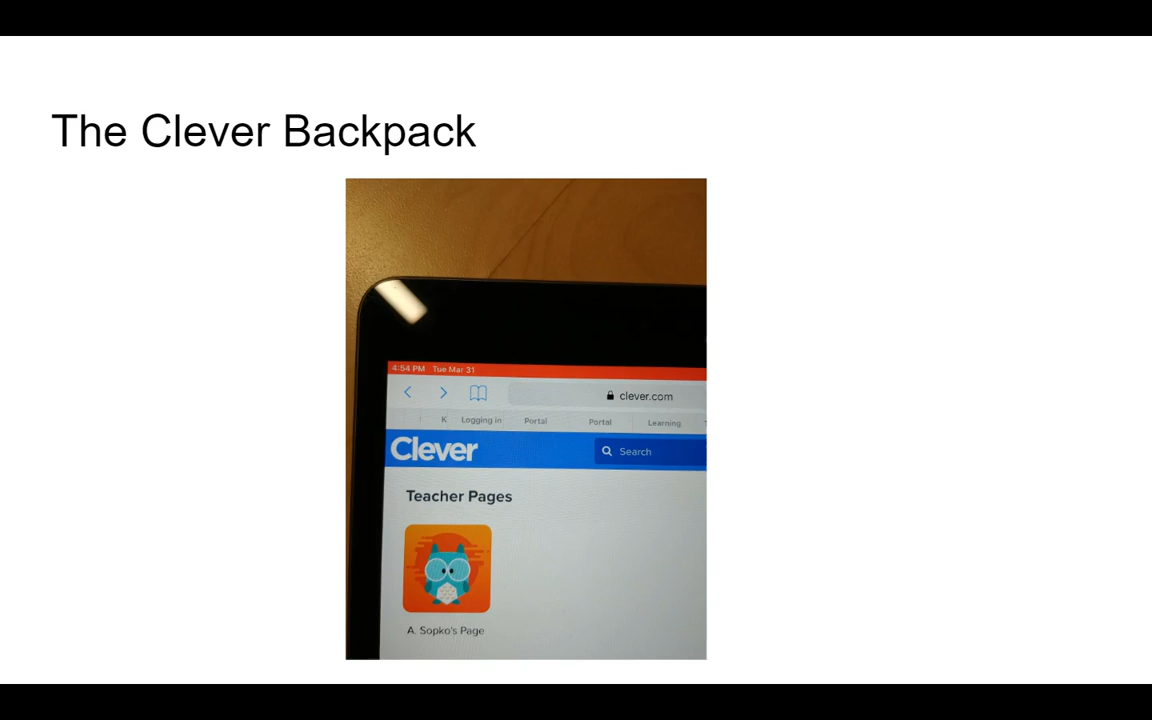 The Clever Backpack
4:54 PM Tue Mar 31
clever.com
K Logging in Portal Portal Learning
Clever
Search
Teacher Pages
A. Sopko's Page